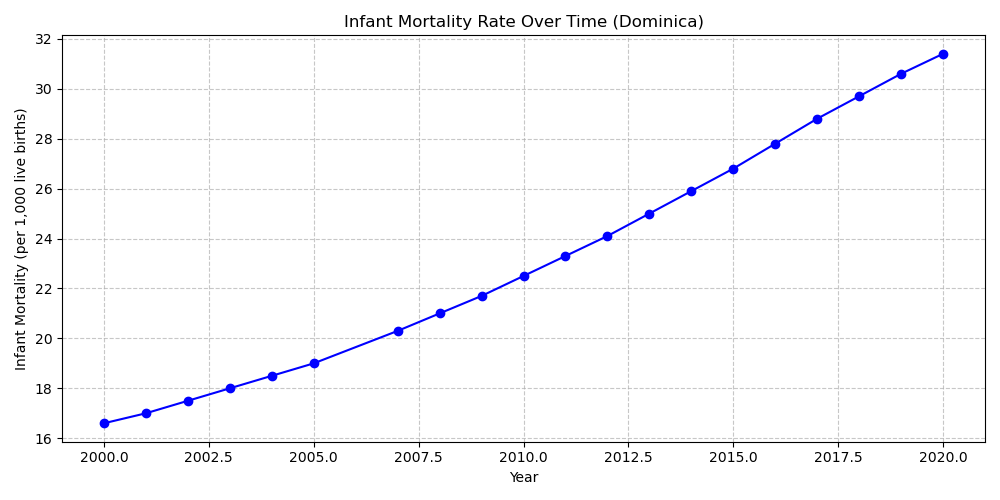 Infant Mortality Rate Over Time (Dominica)
Infant Mortality (per 1,000 live births)
32
30
28
26
24
22
20
18
16
2000.0 2002.5 2005.0 2007.5 2010.0 2012.5 2015.0 2017.5 2020.0
Year